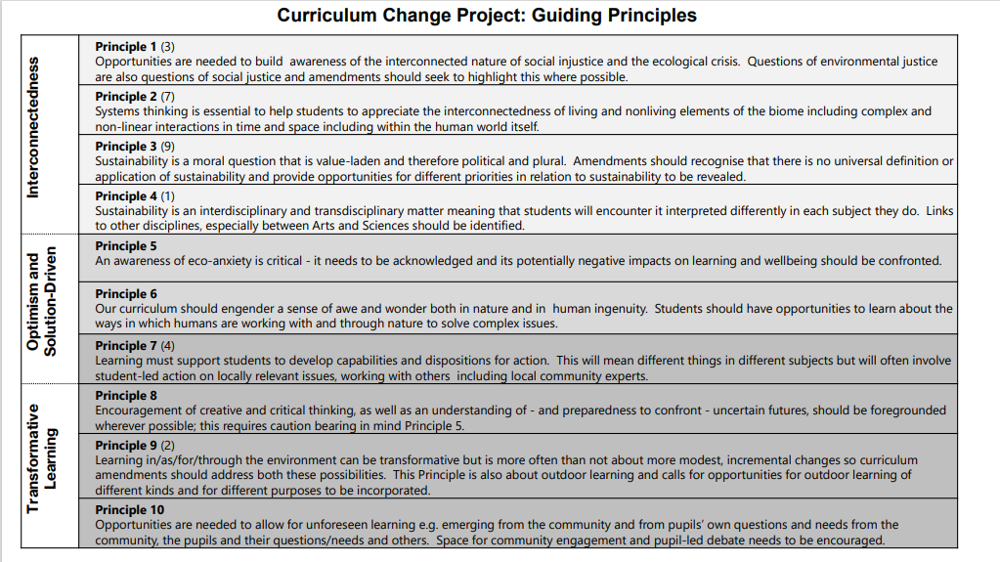 Curriculum Change Project: Guiding Principles
Interconnectedness
Principle 1 (3)
Opportunities are needed to build  awareness of the interconnected nature of social injustice and the ecological crisis.  Questions of environmental justice
are also questions of social justice and amendments should seek to highlight this where possible.
Principle 2 (7)
Systems thinking is essential to help students to appreciate the interconnectedness of living and nonliving elements of the biome including complex and
non-linear interactions in time and space including within the human world itself.
Principle 3 (9)
Sustainability is a moral question that is value-laden and therefore political and plural.  Amendments should recognise that there is no universal definition or
application of sustainability and provide opportunities for different priorities in relation to sustainability to be revealed.
Principle 4 (1)
Sustainability is an interdisciplinary and transdisciplinary matter meaning that students will encounter it interpreted differently in each subject they do.  Links
to other disciplines, especially between Arts and Sciences should be identified.
Optimism and
Solution-Driven
Principle 5
An awareness of eco-anxiety is critical - it needs to be acknowledged and its potentially negative impacts on learning and wellbeing should be confronted.
Principle 6
Our curriculum should engender a sense of awe and wonder both in nature and in  human ingenuity.  Students should have opportunities to learn about the
ways in which humans are working with and through nature to solve complex issues.
Principle 7 (4)
Learning must support students to develop capabilities and dispositions for action.  This will mean different things in different subjects but will often involve
student-led action on locally relevant issues, working with others  including local community experts.
Transformative
Learning
Principle 8
Encouragement of creative and critical thinking, as well as an understanding of - and preparedness to confront - uncertain futures, should be foregrounded
wherever possible; this requires caution bearing in mind Principle 5.
Principle 9 (2)
Learning in/as/for/through the environment can be transformative but is more often than not about more modest, incremental changes so curriculum
amendments should address both these possibilities.  This Principle is also about outdoor learning and calls for opportunities for outdoor learning of
different kinds and for different purposes to be incorporated.
Principle 10
Opportunities are needed to allow for unforeseen learning e.g. emerging from the community and from pupils' own questions and needs from the
community, the pupils and their questions/needs and others.  Space for community engagement and pupil-led debate needs to be encouraged.